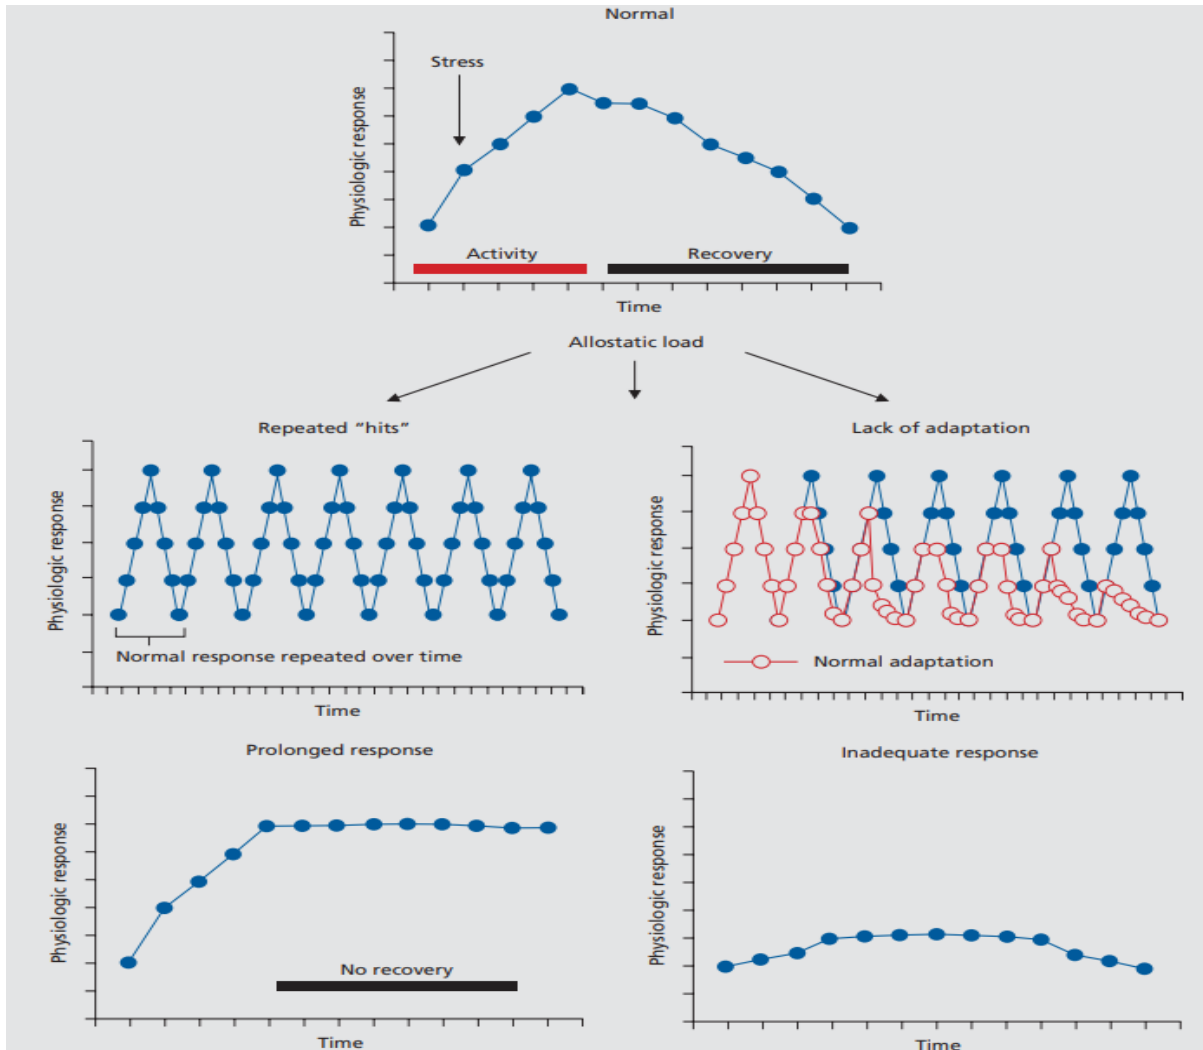 Normal
Stress
Physiologic response
Activity
Recovery
Time
Allostatic load
Repeated “hits”
Physiologic response
Normal response repeated over time
Time
Lack of adaptation
Physiologic response
Normal adaptation
Time
Prolonged response
Physiologic response
No recovery
Time
Inadequate response
Physiologic response
Time